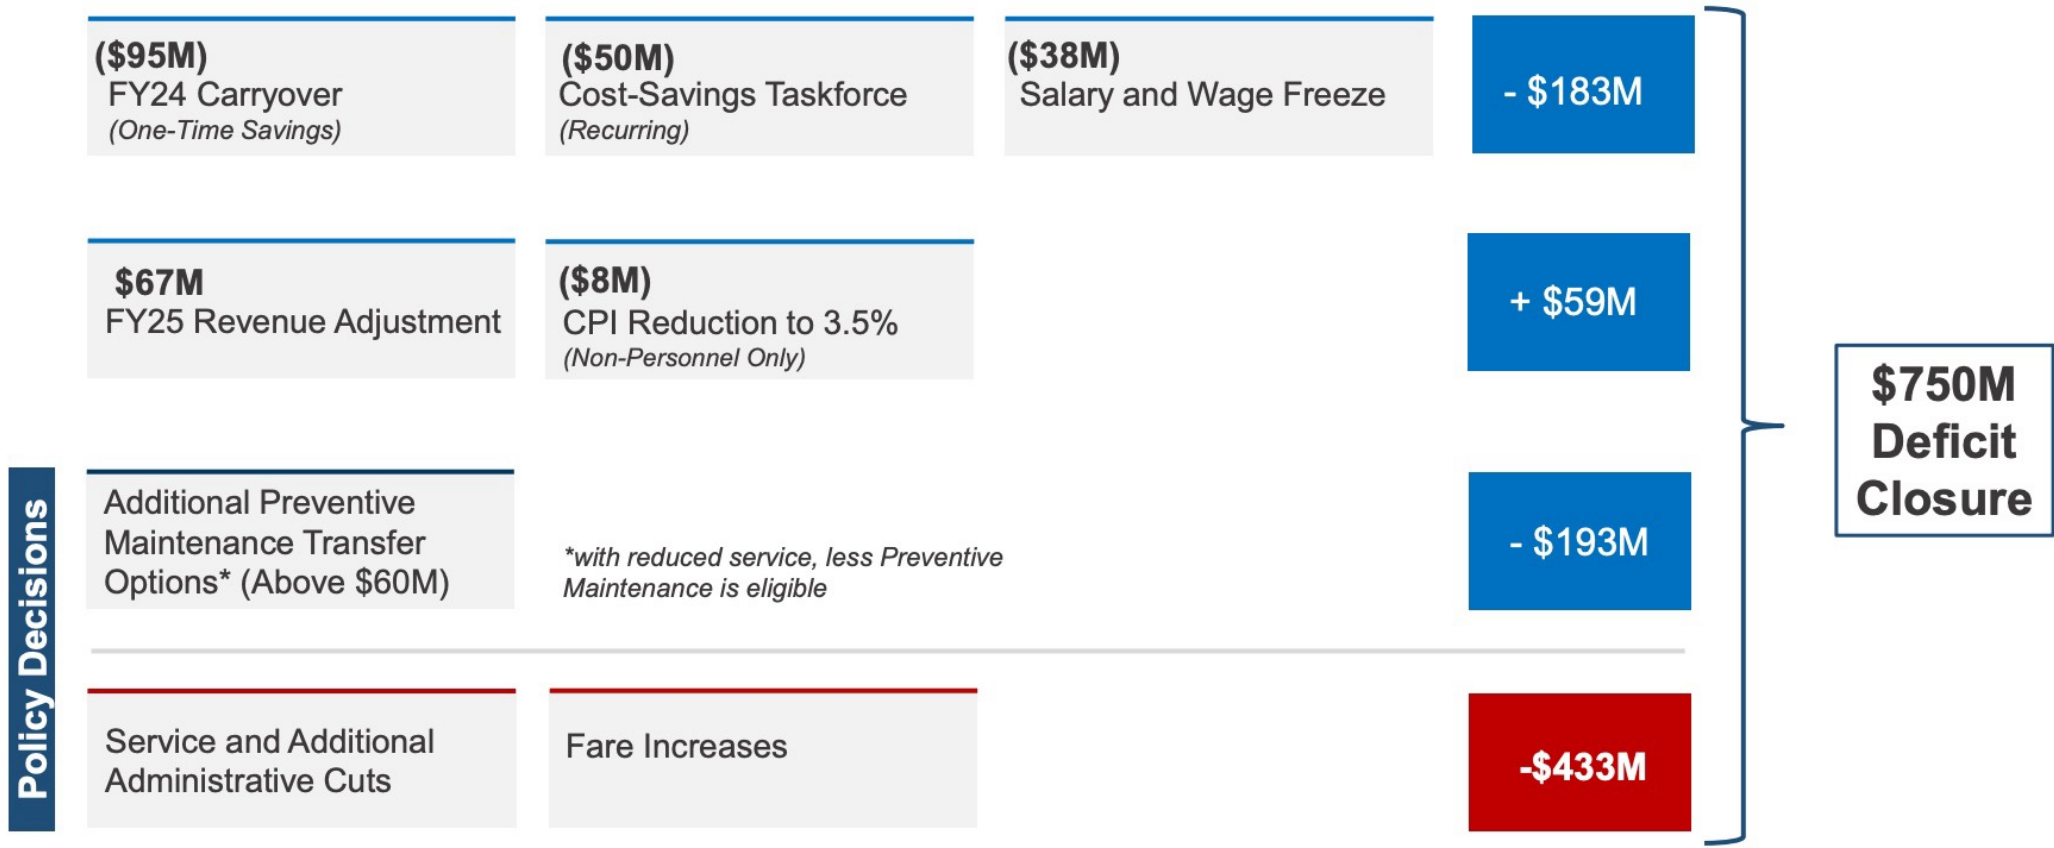 ($95M)
FY24 Carryover
(One-Time Savings)
($50M)
Cost-Savings Taskforce
(Recurring)
($38M)
Salary and Wage Freeze
- $183M
$67M
FY25 Revenue Adjustment
($8M)
CPI Reduction to 3.5%
(Non-Personnel Only)
+ $59M
Policy Decisions
Additional Preventive
Maintenance Transfer
Options* (Above $60M)
*with reduced service, less Preventive
Maintenance is eligible
- $193M
Service and Additional
Administrative Cuts
Fare Increases
-$433M
$750M
Deficit
Closure